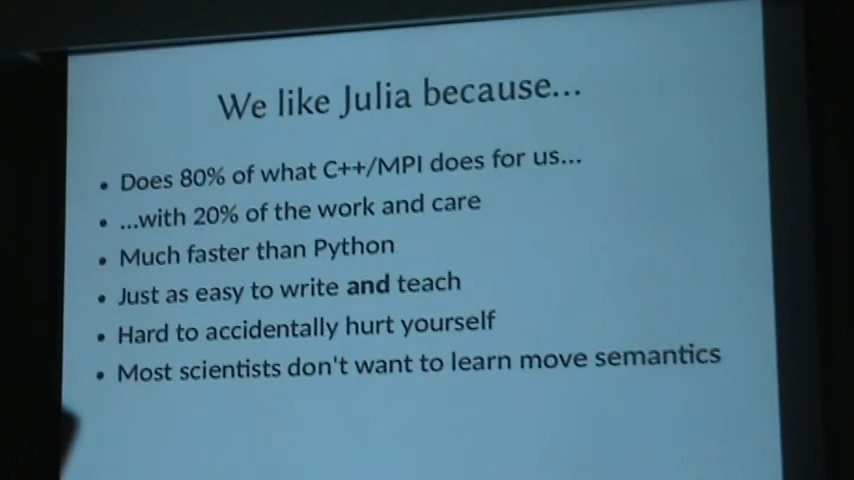 We like Julia because...
• Does 80% of what C++/MPI does for us...
• ...with 20% of the work and care
• Much faster than Python
• Just as easy to write and teach
• Hard to accidentally hurt yourself
• Most scientists don't want to learn move semantics